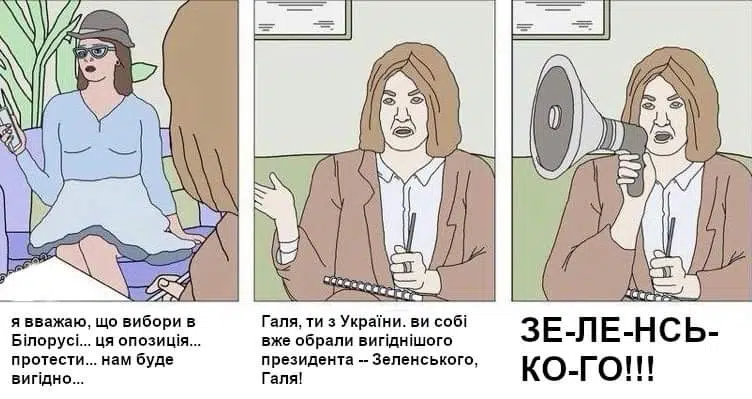 я вважаю, що вибори в
Білорусі... ця опозиція...
протести... нам буде
вигідно...
Галя, ти з України. ви собі
вже обрали вигіднішого
президента -- Зеленського,
Галя!
ЗЕ-ЛЕ-НСЬ-
КО-ГО!!!